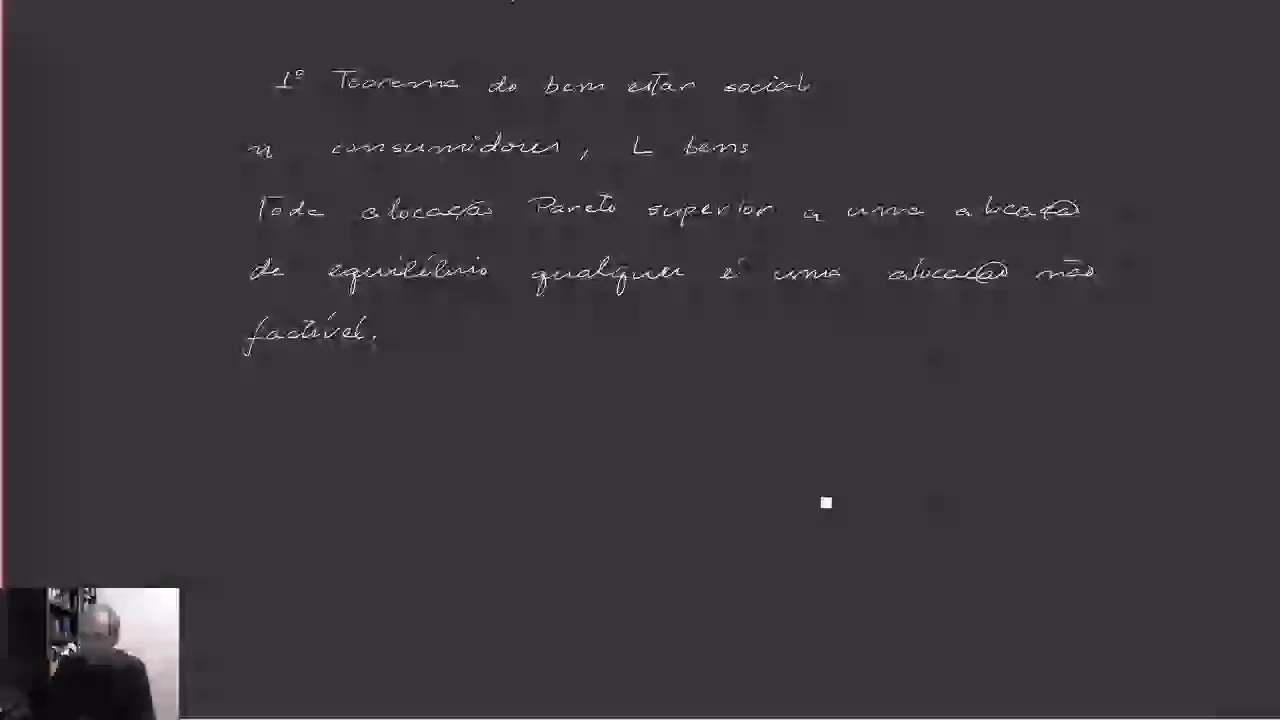 1º Teorema do bem estar social
n consumidores, L bens
Toda alocação Pareto superior a uma alocação
de equilíbrio qualquer é uma alocação não
factível.